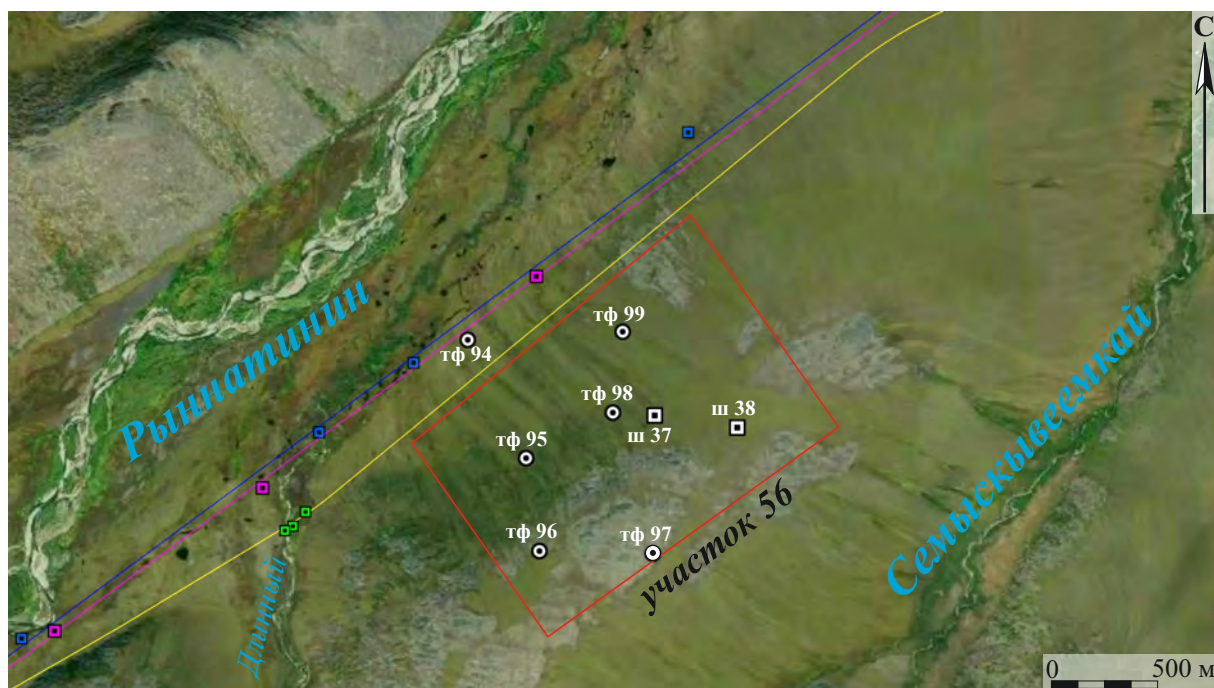 С
Рыннатинин
тф 99
тф 94
тф 98
ш 38
ш 37
тф 95
Семыскывеемкай
тф 96
тф 97
участок 56
Длинный
0 500 м